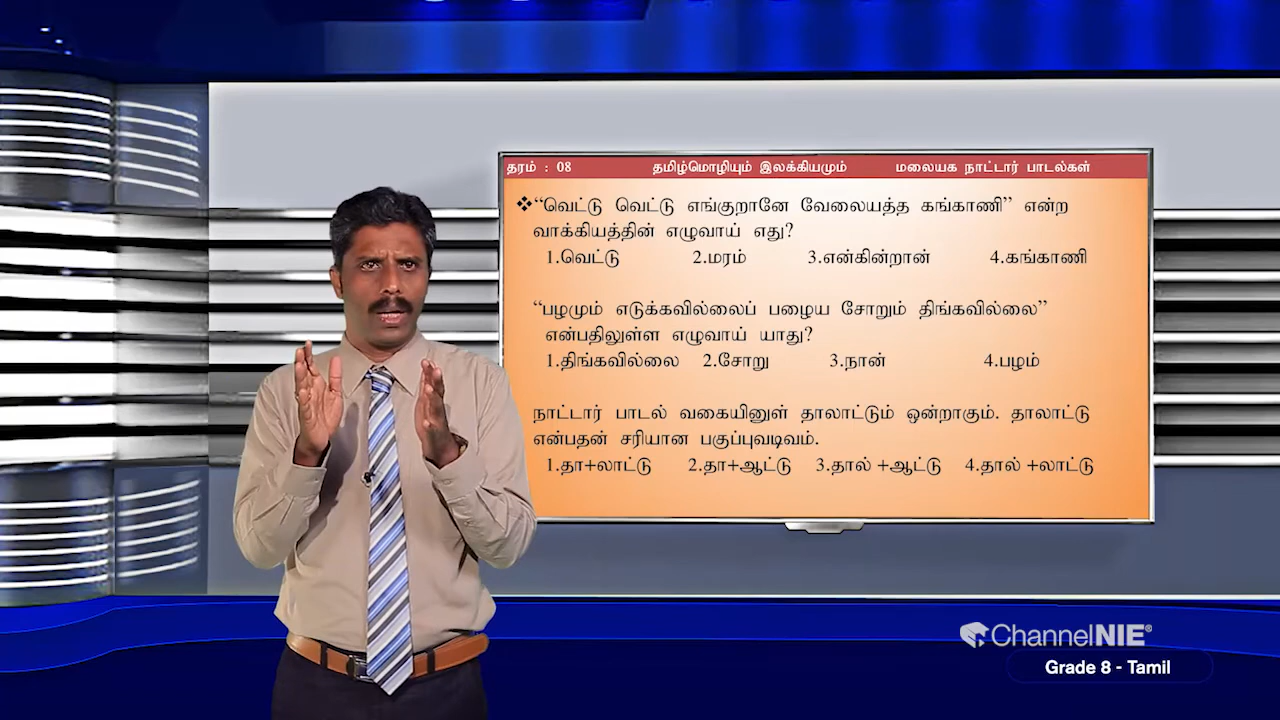 தரம் : 08 தமிழ்மொழியும் இலக்கியமும் மலையக நாட்டார் பாடல்கள்
❖“வெட்டு வெட்டு எங்குறானே வேலையத்த கங்காணி” என்ற
வாக்கியத்தின் எழுவாய் எது?
1.வெட்டு 2.மரம் 3.என்கின்றான் 4.கங்காணி
“பழமும் எடுக்கவில்லைப் பழைய சோறும் திங்கவில்லை”
என்பதிலுள்ள எழுவாய் யாது?
1.திங்கவில்லை 2.சோறு 3.நான் 4.பழம்
நாட்டார் பாடல் வகையினுள் தாலாட்டும் ஒன்றாகும். தாலாட்டு
என்பதன் சரியான பகுப்புவடிவம்.
1.தா+லாட்டு 2.தா+ஆட்டு 3.தால் +ஆட்டு 4.தால் +லாட்டு
ChannelNIE®
Grade 8 - Tamil